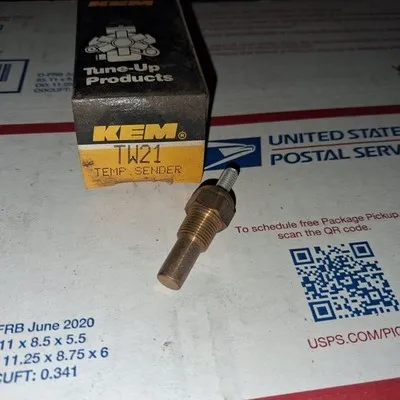 Tune-Up
Products
KEM®
TW21
TEMP. SENDER
UNITED STATE
POSTAL SERV
To schedule free Package Pickup,
scan the QR code.
USPS.COM/PIC
FRB June 2020
11 x 8.5 x 5.5
11.25 x 8.75 x 6
CUFT: 0.341